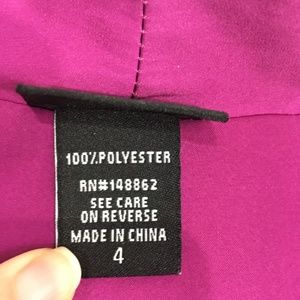 100%POLYESTER
RN#148862
SEE CARE
ON REVERSE
MADE IN CHINA
4